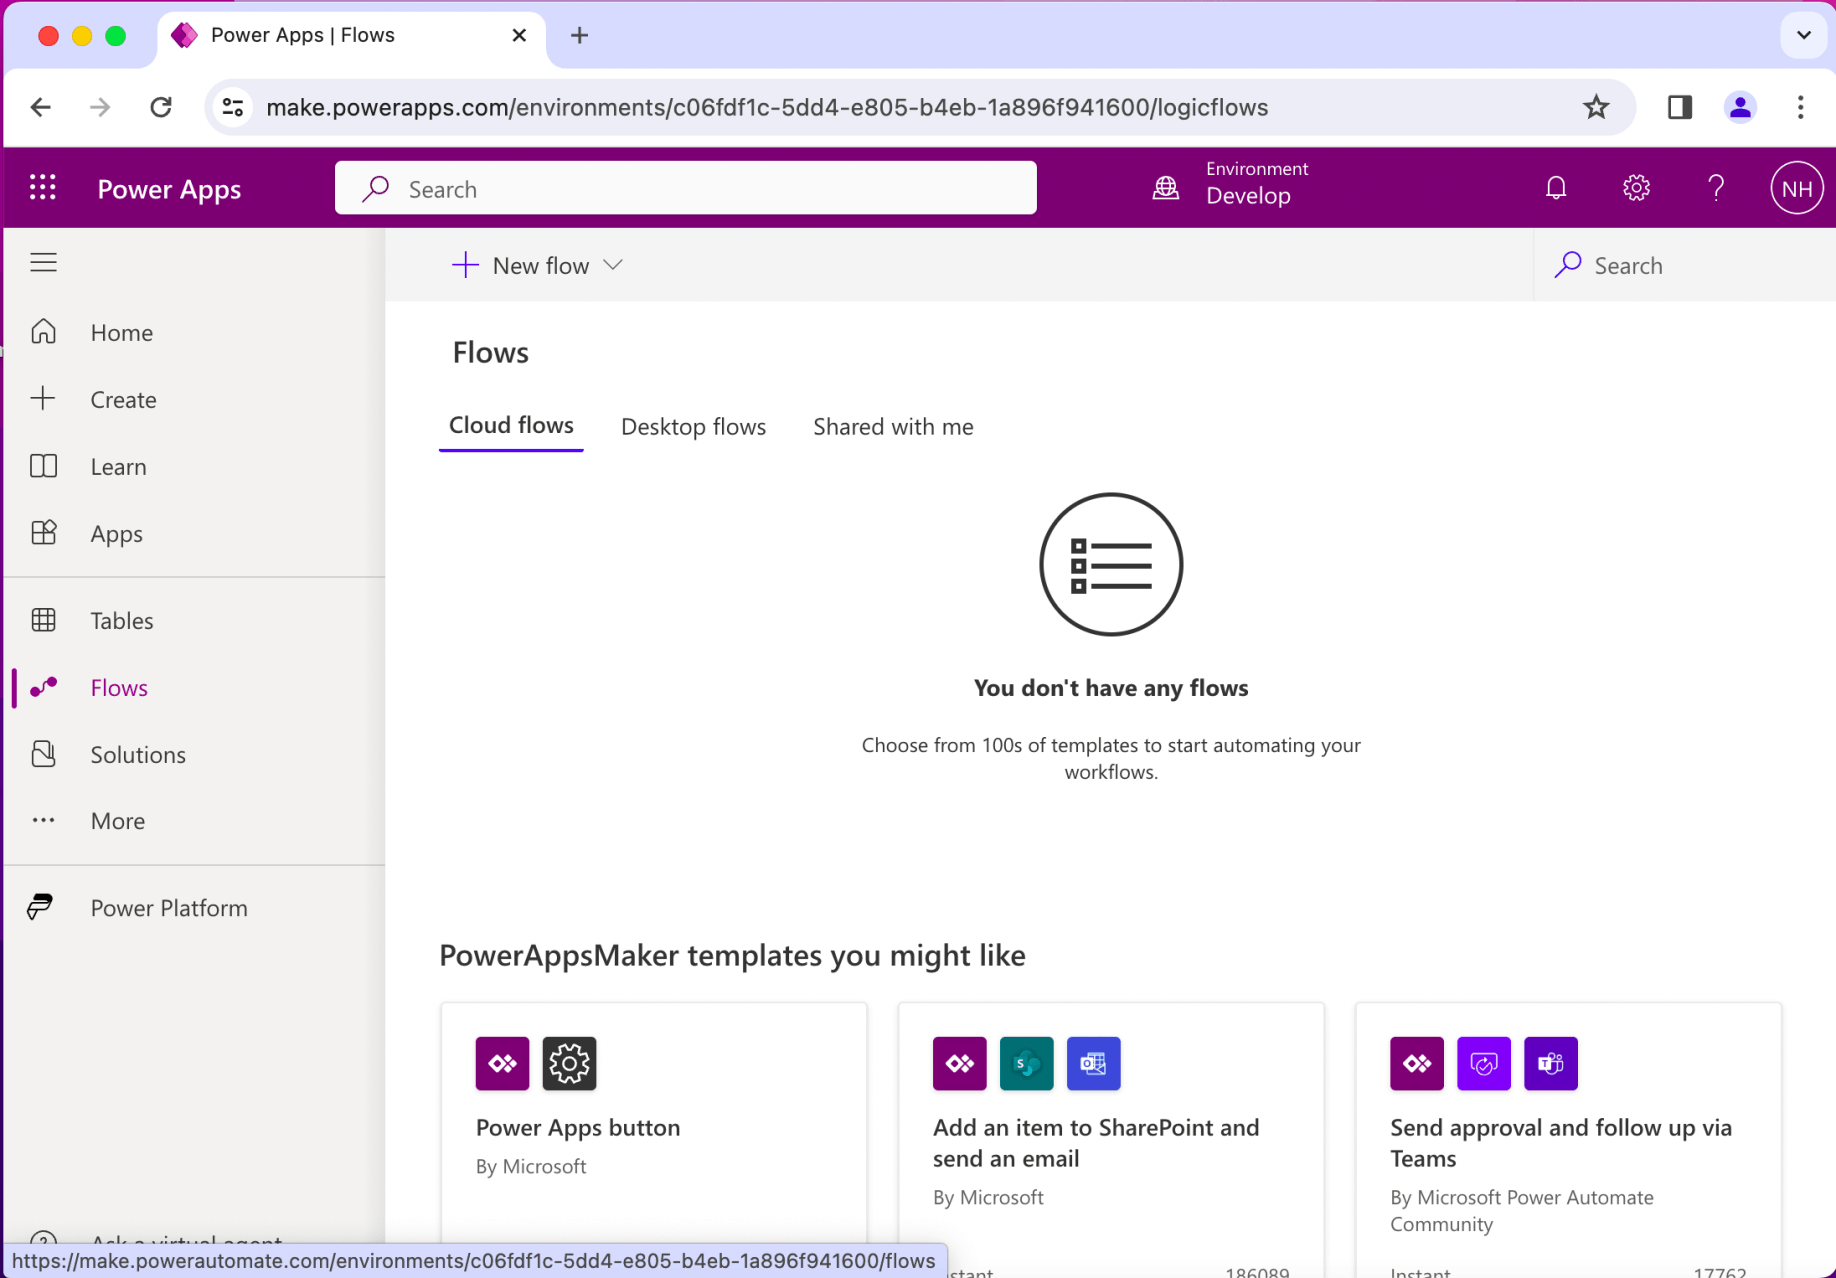 Power Apps | Flows
make.powerapps.com/environments/c06fdf1c-5dd4-e805-b4eb-1a896f941600/logicflows
Power Apps
Search
Environment
Develop
NH
New flow
Search
Home
Create
Learn
Apps
Tables
Flows
Solutions
More
Power Platform
Ask a virtual agent
Flows
Cloud flows
Desktop flows
Shared with me
You don't have any flows
Choose from 100s of templates to start automating your
workflows.
PowerAppsMaker templates you might like
Power Apps button
By Microsoft
Add an item to SharePoint and
send an email
By Microsoft
Instant
186089
Send approval and follow up via
Teams
By Microsoft Power Automate
Community
Instant
17762
https://make.powerautomate.com/environments/c06fdf1c-5dd4-e805-b4eb-1a896f941600/flows